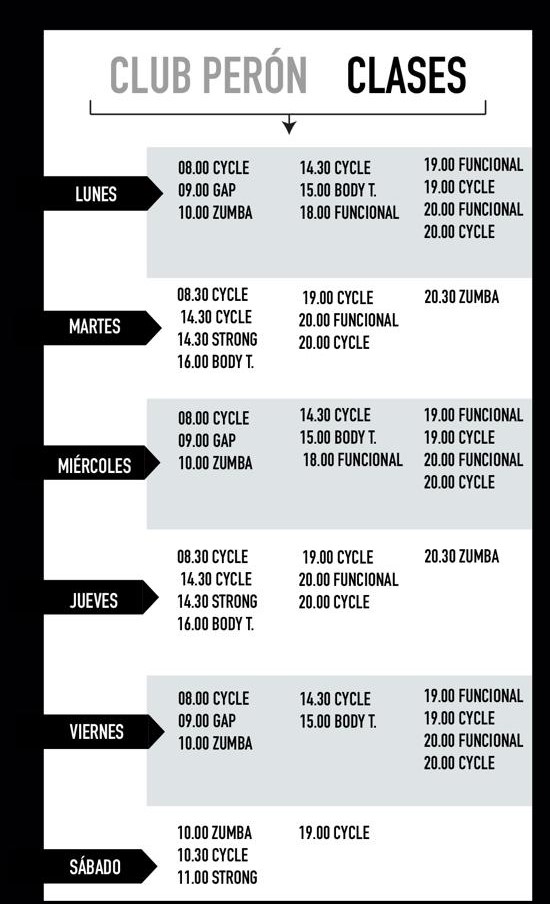 CLUB PERÓN CLASES
LUNES
08.00 CYCLE
09.00 GAP
10.00 ZUMBA
14.30 CYCLE
15.00 BODY T.
18.00 FUNCIONAL
19.00 FUNCIONAL
19.00 CYCLE
20.00 FUNCIONAL
20.00 CYCLE
MARTES
08.30 CYCLE
14.30 CYCLE
14.30 STRONG
16.00 BODY T.
19.00 CYCLE
20.00 FUNCIONAL
20.00 CYCLE
20.30 ZUMBA
MIÉRCOLES
08.00 CYCLE
09.00 GAP
10.00 ZUMBA
14.30 CYCLE
15.00 BODY T.
18.00 FUNCIONAL
19.00 FUNCIONAL
19.00 CYCLE
20.00 FUNCIONAL
20.00 CYCLE
JUEVES
08.30 CYCLE
14.30 CYCLE
14.30 STRONG
16.00 BODY T.
19.00 CYCLE
20.00 FUNCIONAL
20.00 CYCLE
20.30 ZUMBA
VIERNES
08.00 CYCLE
09.00 GAP
10.00 ZUMBA
14.30 CYCLE
15.00 BODY T.
19.00 FUNCIONAL
19.00 CYCLE
20.00 FUNCIONAL
20.00 CYCLE
SÁBADO
10.00 ZUMBA
10.30 CYCLE
11.00 STRONG
19.00 CYCLE